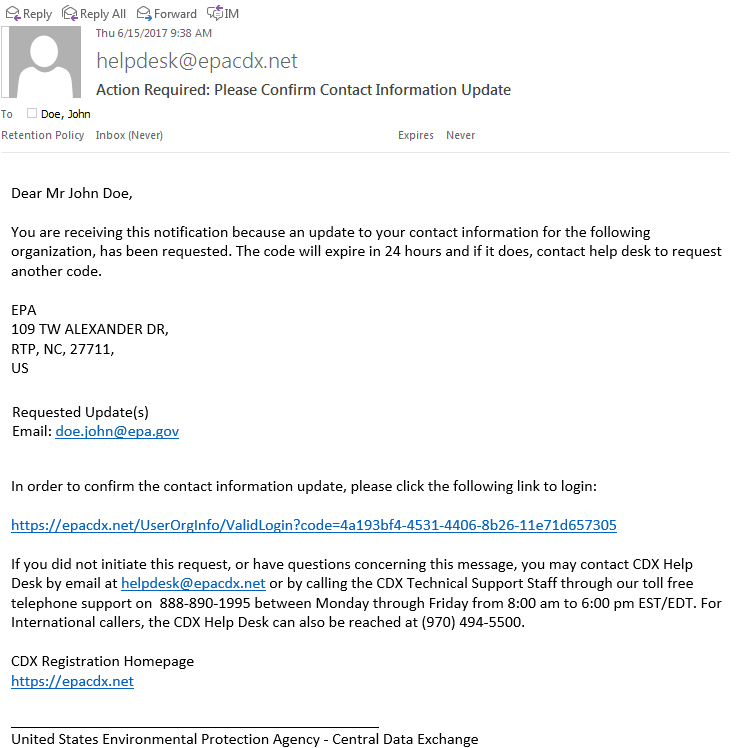 Reply Reply All Forward IM
Thu 6/15/2017 9:38 AM
helpdesk@epacdx.net
Action Required: Please Confirm Contact Information Update
To Doe, John
Retention Policy Inbox (Never) Expires Never
Dear Mr John Doe,
You are receiving this notification because an update to your contact information for the following
organization, has been requested. The code will expire in 24 hours and if it does, contact help desk to request
another code.
EPA
109 TW ALEXANDER DR,
RTP, NC, 27711,
US
Requested Update(s)
Email: doe.john@epa.gov
In order to confirm the contact information update, please click the following link to login:
https://epacdx.net/UserOrgInfo/ValidLogin?code=4a193bf4-4531-4406-8b26-11e71d657305
If you did not initiate this request, or have questions concerning this message, you may contact CDX Help
Desk by email at helpdesk@epacdx.net or by calling the CDX Technical Support Staff through our toll free
telephone support on 888-890-1995 between Monday through Friday from 8:00 am to 6:00 pm EST/EDT. For
International callers, the CDX Help Desk can also be reached at (970) 494-5500.
CDX Registration Homepage
https://epacdx.net
United States Environmental Protection Agency - Central Data Exchange